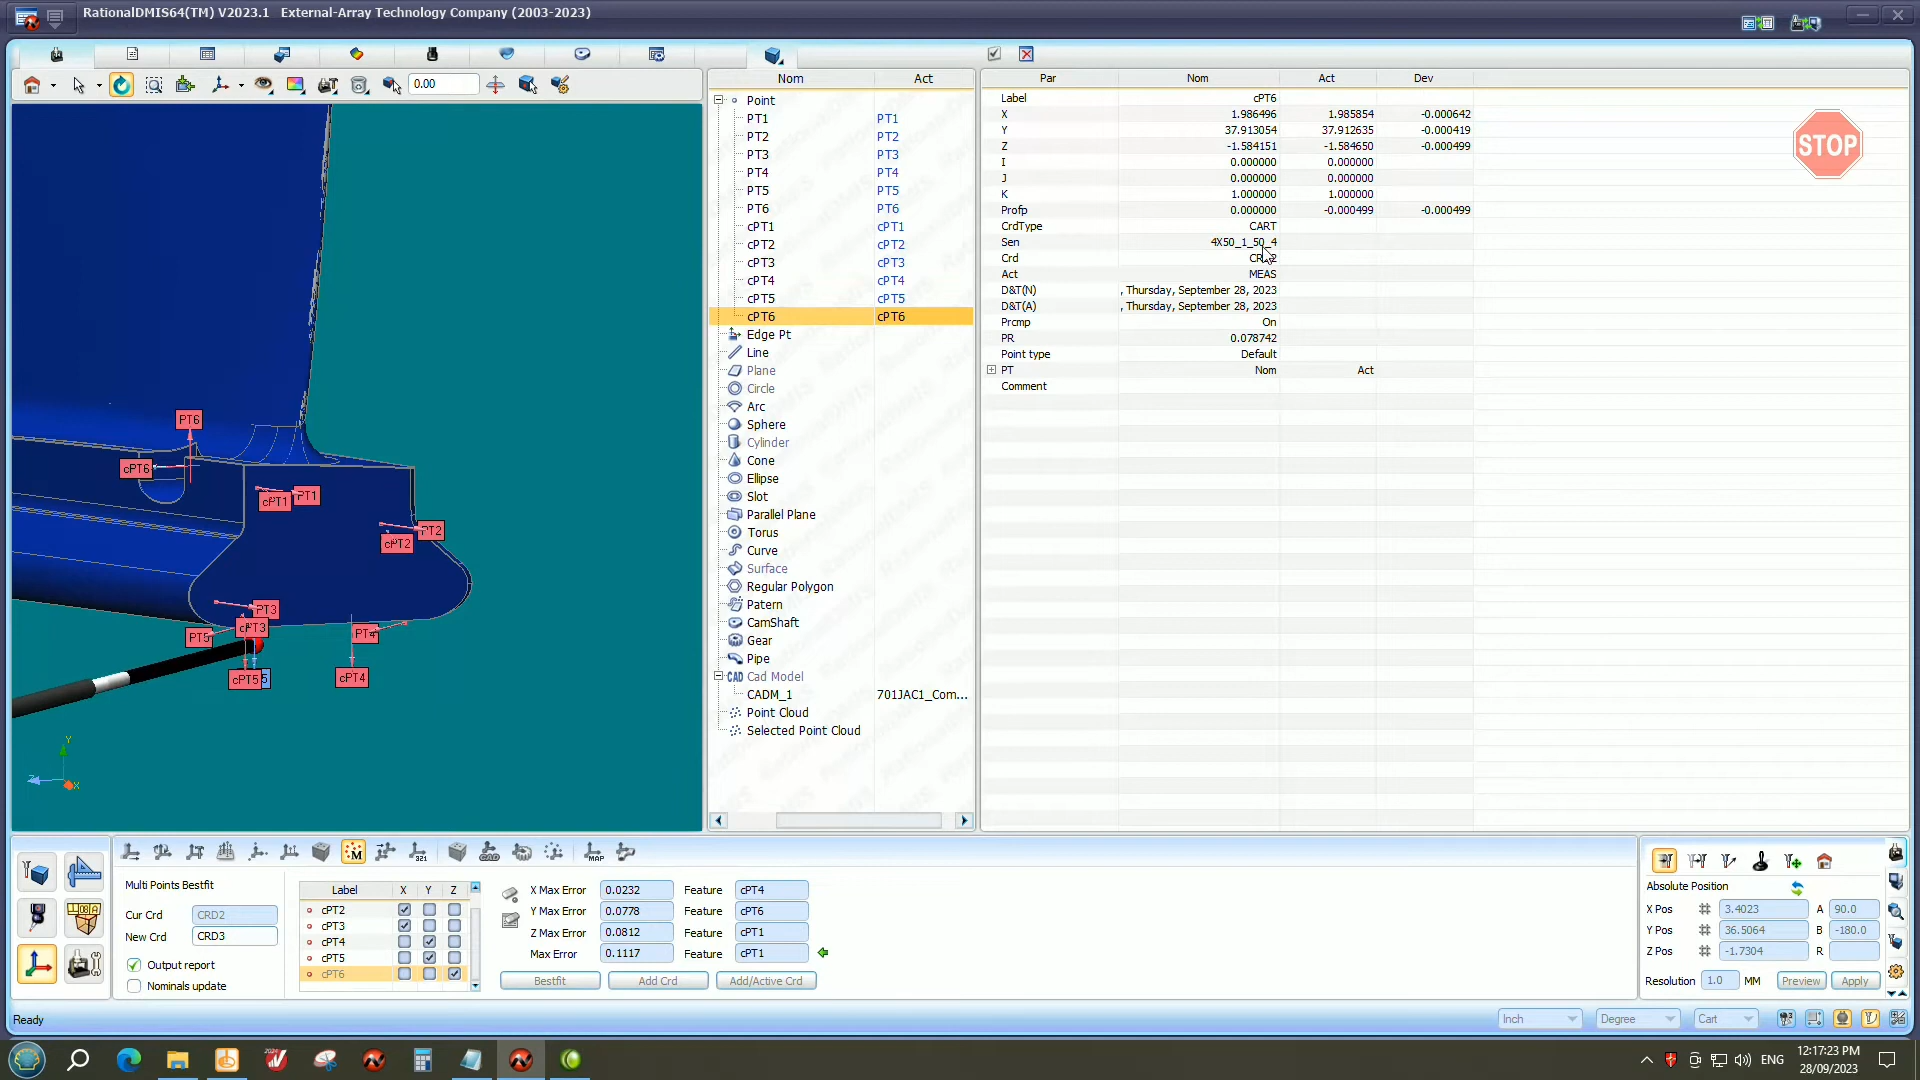 RationalDMIS64(TM) V2023.1 External-Array Technology Company (2003-2023)
0.00
Nom Act
Point
PT1 PT1
PT2 PT2
PT3 PT3
PT4 PT4
PT5 PT5
PT6 PT6
cPT1 cPT1
cPT2 cPT2
cPT3 cPT3
cPT4 cPT4
cPT5 cPT5
cPT6 cPT6
Edge Pt
Line
Plane
Circle
Arc
Sphere
Cylinder
Cone
Ellipse
Slot
Parallel Plane
Torus
Curve
Surface
Regular Polygon
Patern
CamShaft
Gear
Pipe
CAD Cad Model
CADM_1 701JAC1_Com...
Point Cloud
Selected Point Cloud
Par Nom Act Dev
Label cPT6
X 1.986496 1.985854 -0.000642
Y 37.913054 37.912635 -0.000419
Z -1.584151 -1.584650 -0.000499
I 0.000000 0.000000
J 0.000000 0.000000
K 1.000000 1.000000
Profp 0.000000 -0.000499 -0.000499
CrdType CART
Sen 4X50_1_50_4
Crd
Act MEAS
D&T(N) , Thursday, September 28, 2023
D&T(A) , Thursday, September 28, 2023
Prcmp On
PR 0.078742
Point type Default
PT Nom Act
Comment
STOP
PT6
cPT6
cPT1 PT1
PT2
cPT2
PT3
cPT3
PT5
PT4
cPT5 5
cPT4
Y
Z
X
Multi Points Bestfit
Cur Crd CRD2
New Crd CRD3
Output report
Nominals update
Label X Y Z
cPT2
cPT3
cPT4
cPT5
cPT6
X Max Error 0.0232 Feature cPT4
Y Max Error 0.0778 Feature cPT6
Z Max Error 0.0812 Feature cPT1
Max Error 0.1117 Feature cPT1
Bestfit Add Crd Add/Active Crd
M
321
CAD
MAP
Absolute Position
X Pos 3.4023 A 90.0
Y Pos 36.5064 B -180.0
Z Pos -1.7304 R
Resolution 1.0 MM Preview Apply
Ready
Inch Degree Cart
ENG
12:17:23 PM
28/09/2023